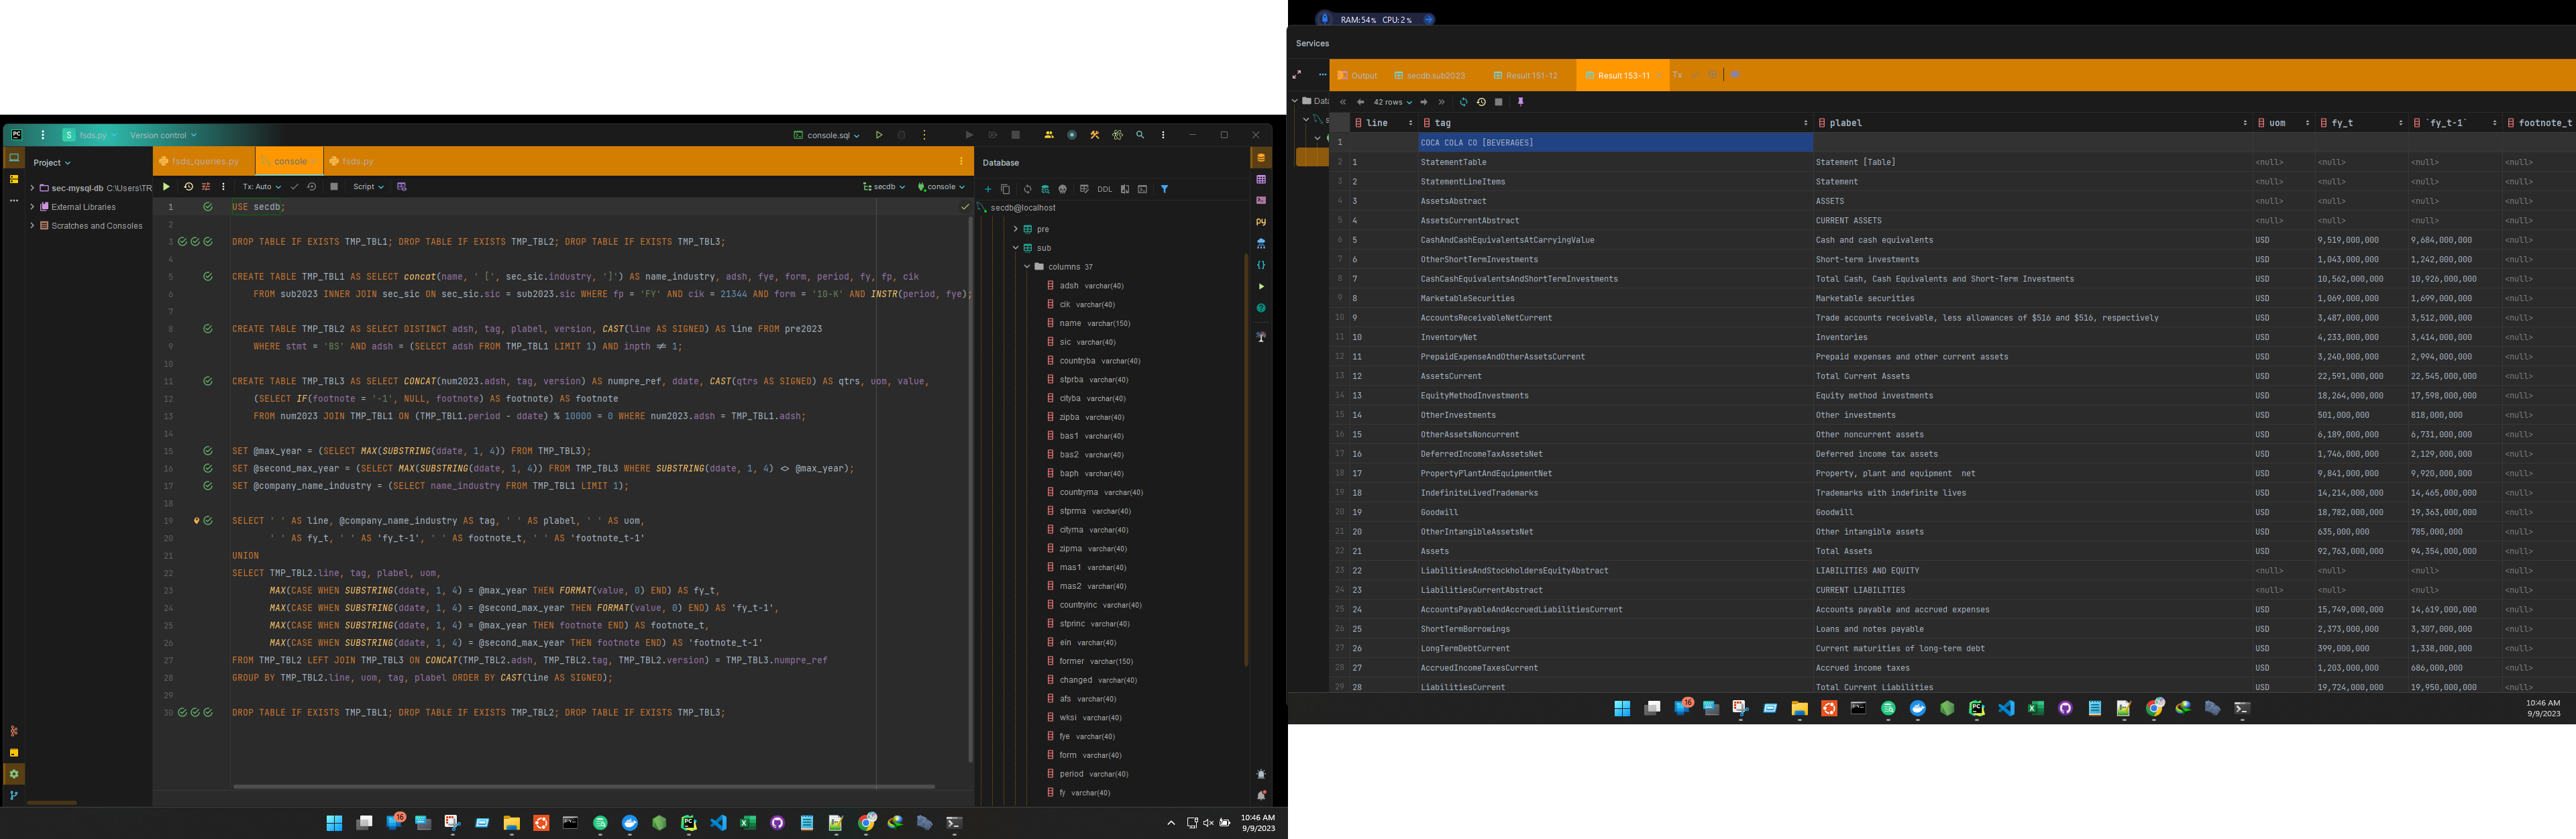 fsds.py
Version control
console.sql
Project
sec-mysql-db C:\Users\TR
External Libraries
Scratches and Consoles
fsds_queries.py
console
fsds.py
Tx: Auto
Script
secdb
console
1 USE secdb;
2
3 DROP TABLE IF EXISTS TMP_TBL1; DROP TABLE IF EXISTS TMP_TBL2; DROP TABLE IF EXISTS TMP_TBL3;
4
5 CREATE TABLE TMP_TBL1 AS SELECT concat(name, ' [', sec_sic.industry, ']') AS name_industry, adsh, fye, form, period, fy, fp, cik
6 FROM sub2023 INNER JOIN sec_sic ON sec_sic.sic = sub2023.sic WHERE fp = 'FY' AND cik = 21344 AND form = '10-K' AND INSTR(period, fye);
7
8 CREATE TABLE TMP_TBL2 AS SELECT DISTINCT adsh, tag, plabel, version, CAST(line AS SIGNED) AS line FROM pre2023
9 WHERE stmt = 'BS' AND adsh = (SELECT adsh FROM TMP_TBL1 LIMIT 1) AND inpth ≠ 1;
10
11 CREATE TABLE TMP_TBL3 AS SELECT CONCAT(num2023.adsh, tag, version) AS numpre_ref, ddate, CAST(qtrs AS SIGNED) AS qtrs, uom, value,
12 (SELECT IF(footnote = '-1', NULL, footnote) AS footnote) AS footnote
13 FROM num2023 JOIN TMP_TBL1 ON (TMP_TBL1.period - ddate) % 10000 = 0 WHERE num2023.adsh = TMP_TBL1.adsh;
14
15 SET @max_year = (SELECT MAX(SUBSTRING(ddate, 1, 4)) FROM TMP_TBL3);
16 SET @second_max_year = (SELECT MAX(SUBSTRING(ddate, 1, 4)) FROM TMP_TBL3 WHERE SUBSTRING(ddate, 1, 4) <> @max_year);
17 SET @company_name_industry = (SELECT name_industry FROM TMP_TBL1 LIMIT 1);
18
19 SELECT ' ' AS line, @company_name_industry AS tag, ' ' AS plabel, ' ' AS uom,
20 ' ' AS fy_t, ' ' AS 'fy_t-1', ' ' AS footnote_t, ' ' AS 'footnote_t-1'
21 UNION
22 SELECT TMP_TBL2.line, tag, plabel, uom,
23 MAX(CASE WHEN SUBSTRING(ddate, 1, 4) = @max_year THEN FORMAT(value, 0) END) AS fy_t,
24 MAX(CASE WHEN SUBSTRING(ddate, 1, 4) = @second_max_year THEN FORMAT(value, 0) END) AS 'fy_t-1',
25 MAX(CASE WHEN SUBSTRING(ddate, 1, 4) = @max_year THEN footnote END) AS footnote_t,
26 MAX(CASE WHEN SUBSTRING(ddate, 1, 4) = @second_max_year THEN footnote END) AS 'footnote_t-1'
27 FROM TMP_TBL2 LEFT JOIN TMP_TBL3 ON CONCAT(TMP_TBL2.adsh, TMP_TBL2.tag, TMP_TBL2.version) = TMP_TBL3.numpre_ref
28 GROUP BY TMP_TBL2.line, uom, tag, plabel ORDER BY CAST(line AS SIGNED);
29
30 DROP TABLE IF EXISTS TMP_TBL1; DROP TABLE IF EXISTS TMP_TBL2; DROP TABLE IF EXISTS TMP_TBL3;
Database
DDL
secdb@localhost
pre
sub
columns 37
adsh varchar(40)
cik varchar(40)
name varchar(150)
sic varchar(40)
countryba varchar(40)
stprba varchar(40)
cityba varchar(40)
zipba varchar(40)
bas1 varchar(40)
bas2 varchar(40)
baph varchar(40)
countryma varchar(40)
stprma varchar(40)
cityma varchar(40)
zipma varchar(40)
mas1 varchar(40)
mas2 varchar(40)
countryinc varchar(40)
stprinc varchar(40)
ein varchar(40)
former varchar(150)
changed varchar(40)
afs varchar(40)
wksi varchar(40)
fye varchar(40)
form varchar(40)
period varchar(40)
fy varchar(40)
16
10:46 AM
9/9/2023
RAM:54% CPU:2%
Services
Output
secdb.sub2023
Result 151-12
Result 153-11
Tx
Data
42 rows
line tag plabel uom fy_t `fy_t-1` footnote_t
1 COCA COLA CO [BEVERAGES]
2 1 StatementTable Statement [Table] <null> <null> <null> <null>
3 2 StatementLineItems Statement <null> <null> <null> <null>
4 3 AssetsAbstract ASSETS <null> <null> <null> <null>
5 4 AssetsCurrentAbstract CURRENT ASSETS <null> <null> <null> <null>
6 5 CashAndCashEquivalentsAtCarryingValue Cash and cash equivalents USD 9,519,000,000 9,684,000,000 <null>
7 6 OtherShortTermInvestments Short-term investments USD 1,043,000,000 1,242,000,000 <null>
8 7 CashCashEquivalentsAndShortTermInvestments Total Cash, Cash Equivalents and Short-Term Investments USD 10,562,000,000 10,926,000,000 <null>
9 8 MarketableSecurities Marketable securities USD 1,069,000,000 1,699,000,000 <null>
10 9 AccountsReceivableNetCurrent Trade accounts receivable, less allowances of $516 and $516, respectively USD 3,487,000,000 3,512,000,000 <null>
11 10 InventoryNet Inventories USD 4,233,000,000 3,414,000,000 <null>
12 11 PrepaidExpenseAndOtherAssetsCurrent Prepaid expenses and other current assets USD 3,240,000,000 2,994,000,000 <null>
13 12 AssetsCurrent Total Current Assets USD 22,591,000,000 22,545,000,000 <null>
14 13 EquityMethodInvestments Equity method investments USD 18,264,000,000 17,598,000,000 <null>
15 14 OtherInvestments Other investments USD 501,000,000 818,000,000 <null>
16 15 OtherAssetsNoncurrent Other noncurrent assets USD 6,189,000,000 6,731,000,000 <null>
17 16 DeferredIncomeTaxAssetsNet Deferred income tax assets USD 1,746,000,000 2,129,000,000 <null>
18 17 PropertyPlantAndEquipmentNet Property, plant and equipment  net USD 9,841,000,000 9,920,000,000 <null>
19 18 IndefiniteLivedTrademarks Trademarks with indefinite lives USD 14,214,000,000 14,465,000,000 <null>
20 19 Goodwill Goodwill USD 18,782,000,000 19,363,000,000 <null>
21 20 OtherIntangibleAssetsNet Other intangible assets USD 635,000,000 785,000,000 <null>
22 21 Assets Total Assets USD 92,763,000,000 94,354,000,000 <null>
23 22 LiabilitiesAndStockholdersEquityAbstract LIABILITIES AND EQUITY <null> <null> <null> <null>
24 23 LiabilitiesCurrentAbstract CURRENT LIABILITIES <null> <null> <null> <null>
25 24 AccountsPayableAndAccruedLiabilitiesCurrent Accounts payable and accrued expenses USD 15,749,000,000 14,619,000,000 <null>
26 25 ShortTermBorrowings Loans and notes payable USD 2,373,000,000 3,307,000,000 <null>
27 26 LongTermDebtCurrent Current maturities of long-term debt USD 399,000,000 1,338,000,000 <null>
28 27 AccruedIncomeTaxesCurrent Accrued income taxes USD 1,203,000,000 686,000,000 <null>
29 28 LiabilitiesCurrent Total Current Liabilities USD 19,724,000,000 19,950,000,000 <null>
16
10:46 AM
9/9/2023